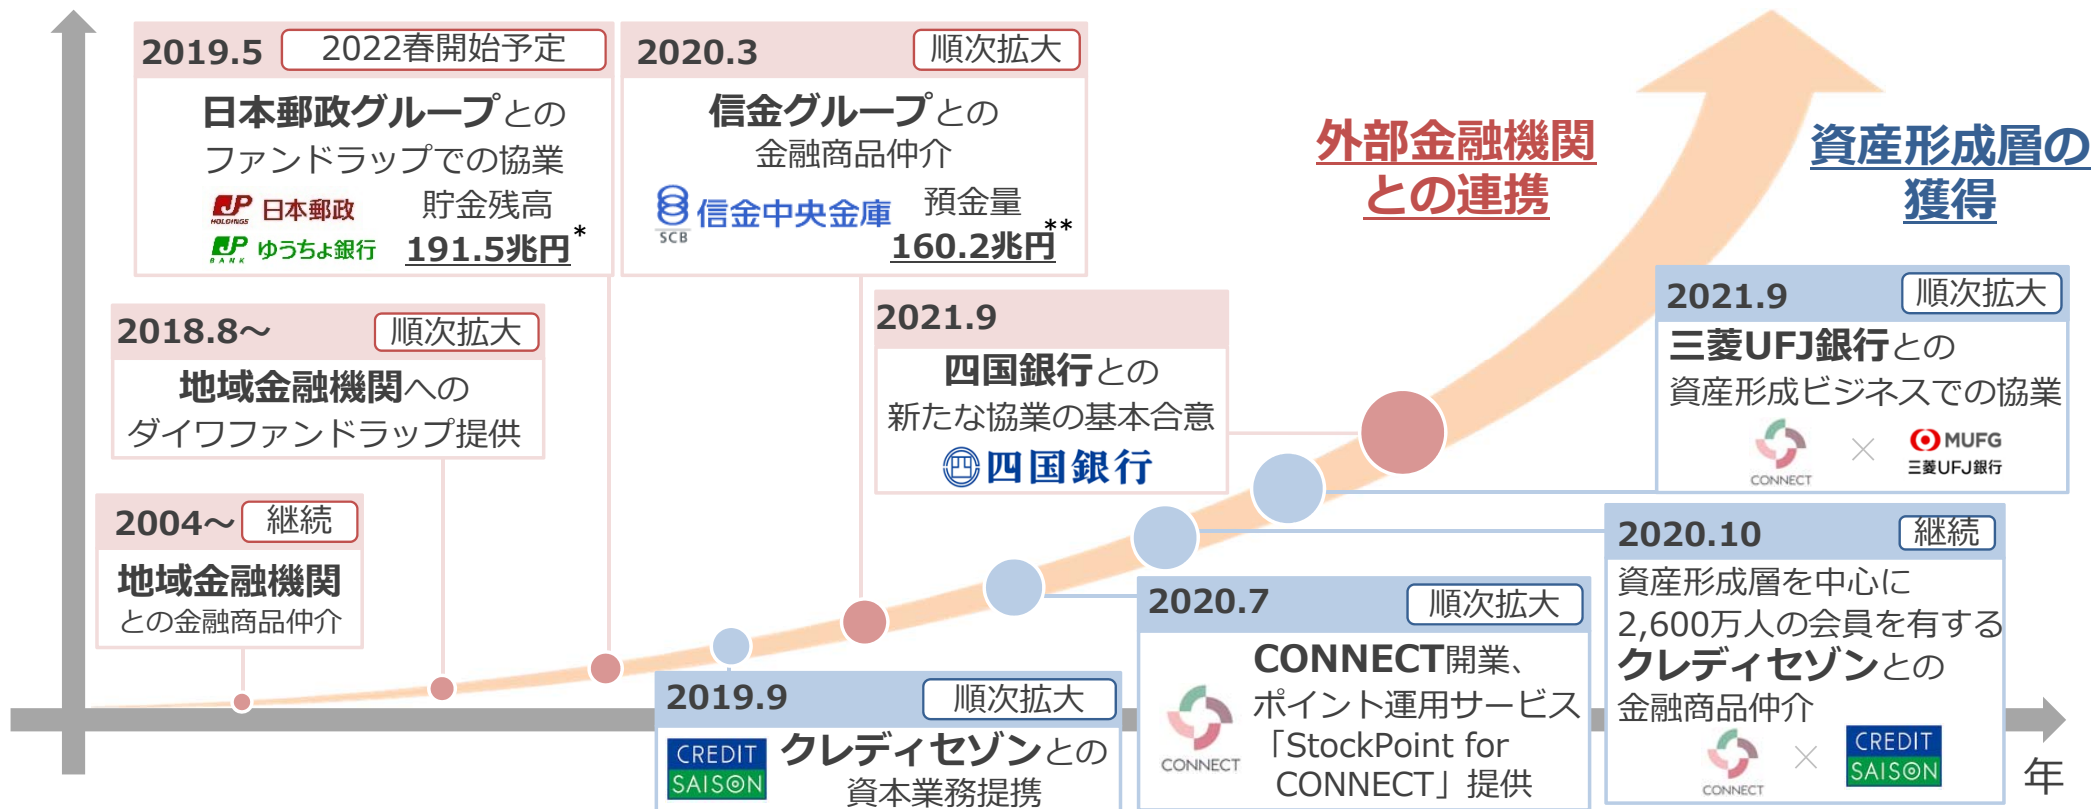 2019.5
2022春開始予定
日本郵政グループとの
ファンドラップでの協業
JP
HOLDINGS
日本郵政
JP
BANK
ゆうちょ銀行
貯金残高
191.5兆円*
2020.3
順次拡大
信金グループとの
金融商品仲介
SCB
信金中央金庫
預金量
160.2兆円**
外部金融機関
との連携
資産形成層の
獲得
2018.8～
順次拡大
地域金融機関への
ダイワファンドラップ提供
2021.9
四国銀行との
新たな協業の基本合意
四国銀行
2021.9
順次拡大
三菱UFJ銀行との
資産形成ビジネスでの協業
CONNECT
×
MUFG
三菱UFJ銀行
2004～
継続
地域金融機関
との金融商品仲介
2019.9
順次拡大
CREDIT
SAISON
クレディセゾンとの
資本業務提携
2020.7
順次拡大
CONNECT
CONNECT開業、
ポイント運用サービス
「StockPoint for
CONNECT」提供
2020.10
継続
資産形成層を中心に
2,600万人の会員を有する
クレディセゾンとの
金融商品仲介
CONNECT
×
CREDIT
SAISON
年